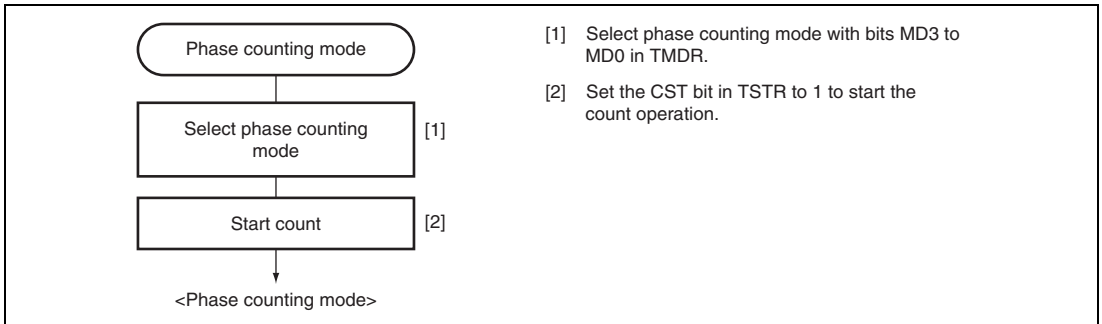 Phase counting mode
Select phase counting
mode
[1]
Start count
[2]
<Phase counting mode>
[1] Select phase counting mode with bits MD3 to
MD0 in TMDR.
[2] Set the CST bit in TSTR to 1 to start the
count operation.